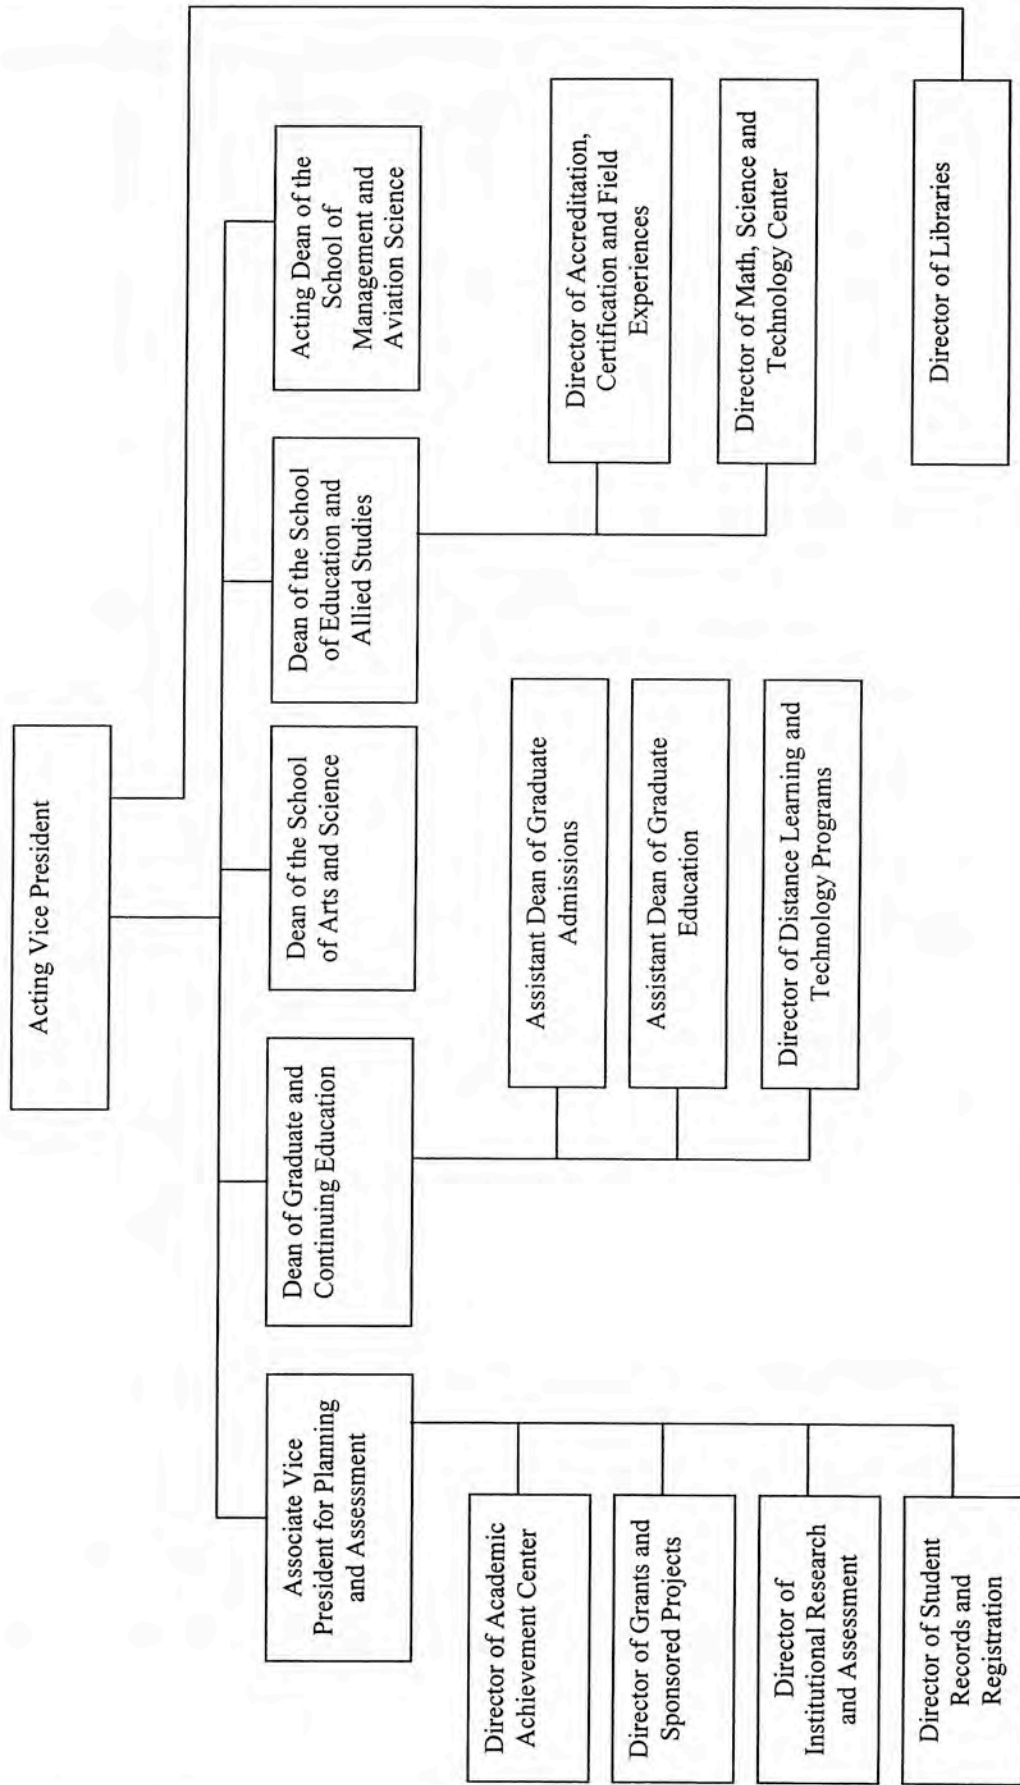 Acting Vice President
Associate Vice
President for Planning
and Assessment
Dean of Graduate and
Continuing Education
Dean of the School
of Arts and Science
Dean of the School
of Education and
Allied Studies
Acting Dean of the
School of
Management and
Aviation Science
Director of Academic
Achievement Center
Director of Grants and
Sponsored Projects
Director of
Institutional Research
and Assessment
Director of Student
Records and
Registration
Assistant Dean of Graduate
Admissions
Assistant Dean of Graduate
Education
Director of Distance Learning and
Technology Programs
Director of Accreditation,
Certification and Field
Experiences
Director of Math, Science and
Technology Center
Director of Libraries